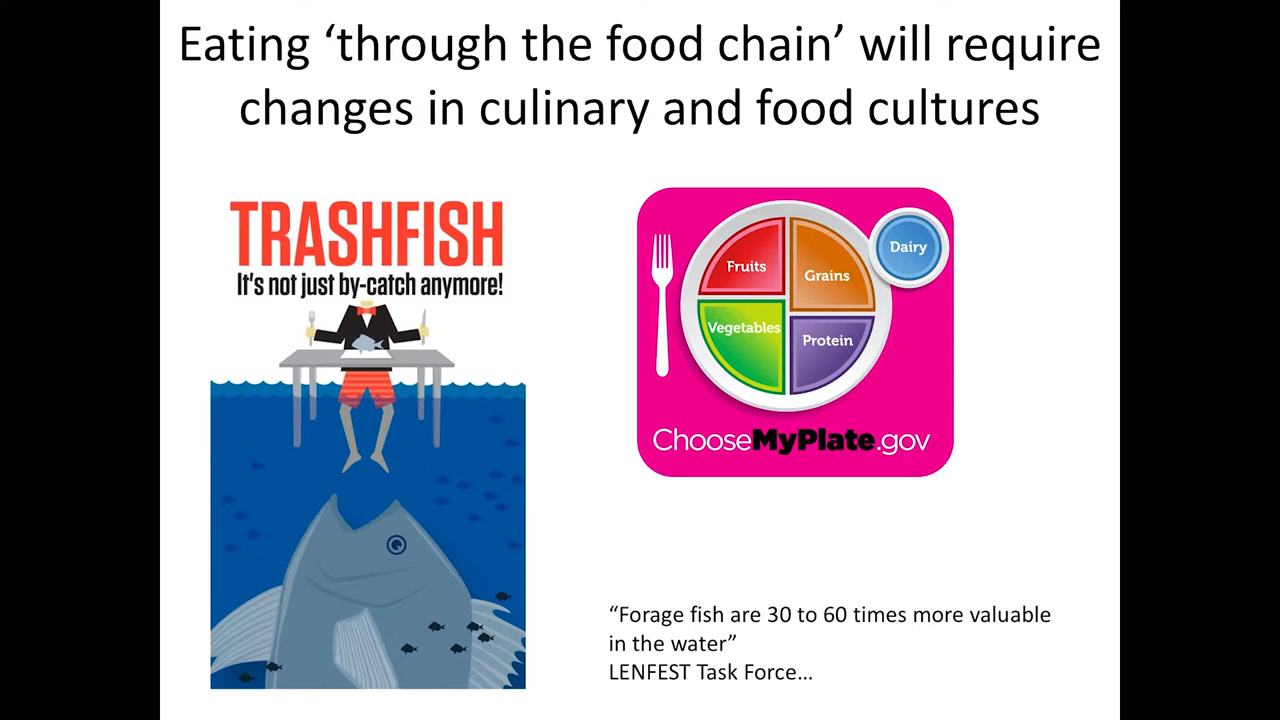 Eating ‘through the food chain’ will require
changes in culinary and food cultures
TRASHFISH
It's not just by-catch anymore!
Fruits
Grains
Dairy
Vegetables
Protein
ChooseMyPlate.gov
“Forage fish are 30 to 60 times more valuable
in the water”
LENFEST Task Force…